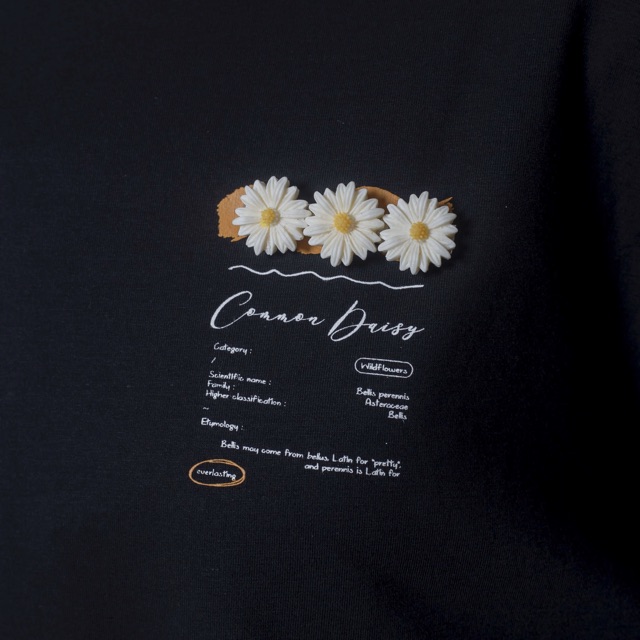 Common Daisy
Category :
Wildflowers
/
Scientific name :
Bellis perennis
Family :
Asteraceae
Higher classification :
Bellis
~
Etymology :
Bellis may come from bellus, Latin for "pretty",
and perennis is Latin for
everlasting